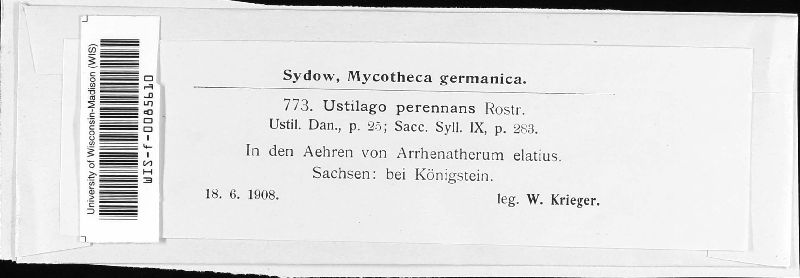 University of Wisconsin-Madison (WIS)
WIS-f-0085610
Sydow, Mycotheca germanica.
773. Ustilago perennans Rostr.
Ustil. Dan., p. 25; Sacc. Syll. IX, p. 283.
In den Aehren von Arrhenatherum elatius.
Sachsen: bei Königstein.
18. 6. 1908. leg. W. Krieger.